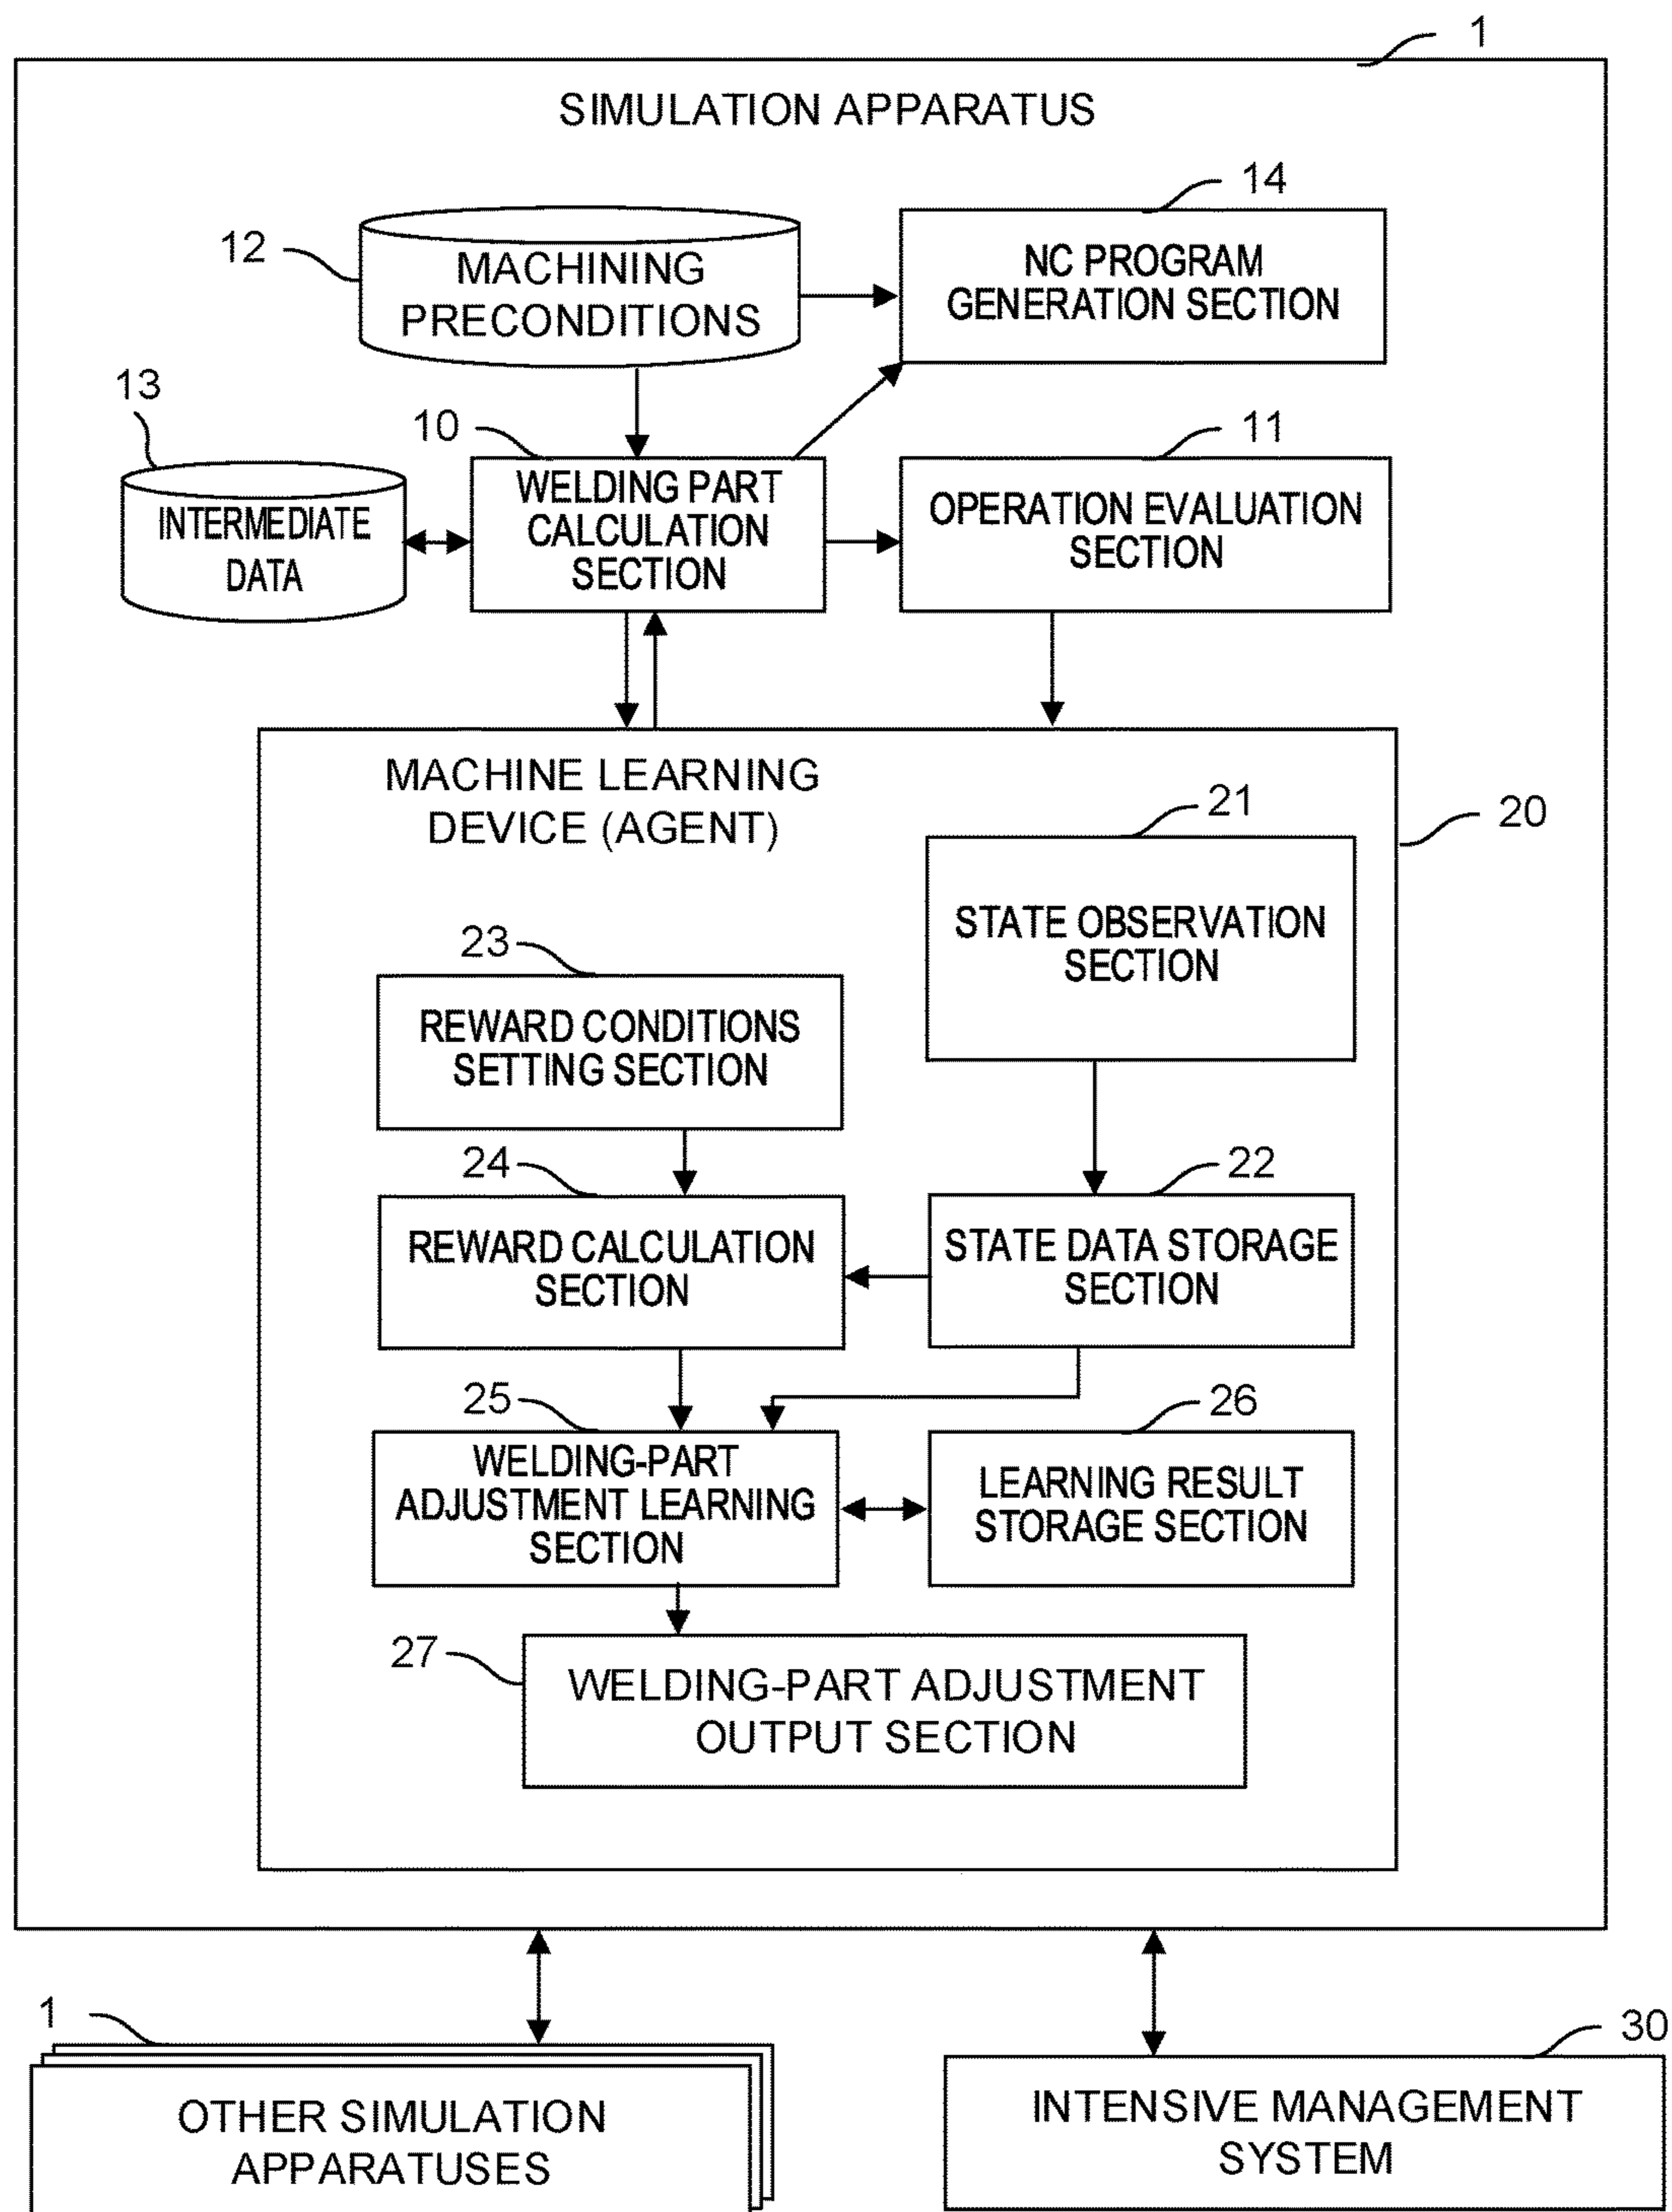 1
SIMULATION APPARATUS
14
12
MACHINING
PRECONDITIONS
NC PROGRAM
GENERATION SECTION
13
10
11
INTERMEDIATE
DATA
WELDING PART
CALCULATION
SECTION
OPERATION EVALUATION
SECTION
MACHINE LEARNING
DEVICE (AGENT)
20
21
STATE OBSERVATION
SECTION
23
REWARD CONDITIONS
SETTING SECTION
24
22
REWARD CALCULATION
SECTION
STATE DATA STORAGE
SECTION
25
26
WELDING-PART
ADJUSTMENT LEARNING
SECTION
LEARNING RESULT
STORAGE SECTION
27
WELDING-PART ADJUSTMENT
OUTPUT SECTION
1
OTHER SIMULATION
APPARATUSES
30
INTENSIVE MANAGEMENT
SYSTEM